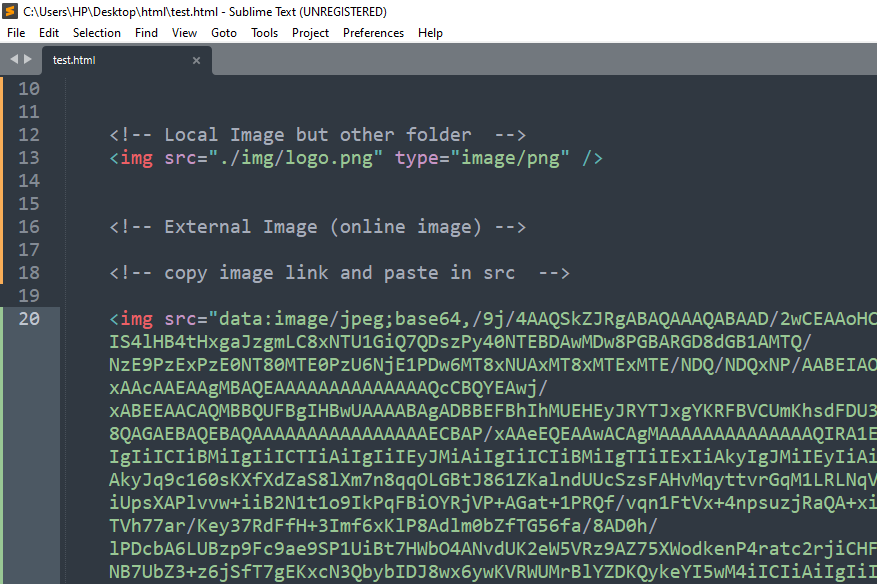 C:\Users\HP\Desktop\html\test.html - Sublime Text (UNREGISTERED)
File Edit Selection Find View Goto Tools Project Preferences Help
test.html ×
10
11
12 <!-- Local Image but other folder -->
13 <img src="./img/logo.png" type="image/png" />
14
15
16 <!-- External Image (online image) -->
17
18 <!-- copy image link and paste in src -->
19
20 <img src="data:image/jpeg;base64,/9j/4AAQSkZJRgABAQAAAQABAAD/2wCEAAoHC
IS4lHB4tHxgaJzgmLC8xNTU1GiQ7QDszPy40NTEBDAwMDw8PGBARGD8dGB1AMTQ/
NzE9PzExPzE0NT80MTE0PzU6NjE1PDw6MT8xNUAxMT8xMTExMTE/NDQ/NDQxNP/AABEIAO
xAAcAAEAAgMBAQEAAAAAAAAAAAAAAAQcCBQYEAwj/
xABEEAACAQMBBQUFBgIHBwUAAAABAgADBBEFBhIhMUEHEyJRYTJxgYKRFBVCUmKhsdFDU3
8QAGAEBAQEBAQAAAAAAAAAAAAAAAAECBAP/xAAeEQEAAwACAgMAAAAAAAAAAAAAAQIRA1E
IgIiICIiBMiIgIiICTIiAiIgIiIEyJMiAiIgIiICIiBMiIgTIiIExIiAkyIgJMiIEyIiAi
AkyJq9c160sKXfXdZaS8lXm7n8qqOLGBtJ861ZKalndUUcSzsFAHvMqyttvrGqM1LRLNqV
iUpsXAPlvvw+iiB2N1t1o9IkPqFBiOYRjVP+AGat+1PRQf/vqn1FtVx+4npsuzjRaQA+xi
TVh77ar/Key37RdFfH+3Imf6xKlP8Adlm0bZfTG56fa/8AD0h/
lPDcbA6LUBzp9Fc9ae9SP1UiBt7HWbO4ANvdUK2eW5VRz9AZ75XWodkenP4ratc2rjiCHF
NB7UbZ3+z6jSfT7gEKxcN3QbybIDJ8wx6ywKVRWUMrBlYZDKQykeYI5wM4iICIiAiIgIiI